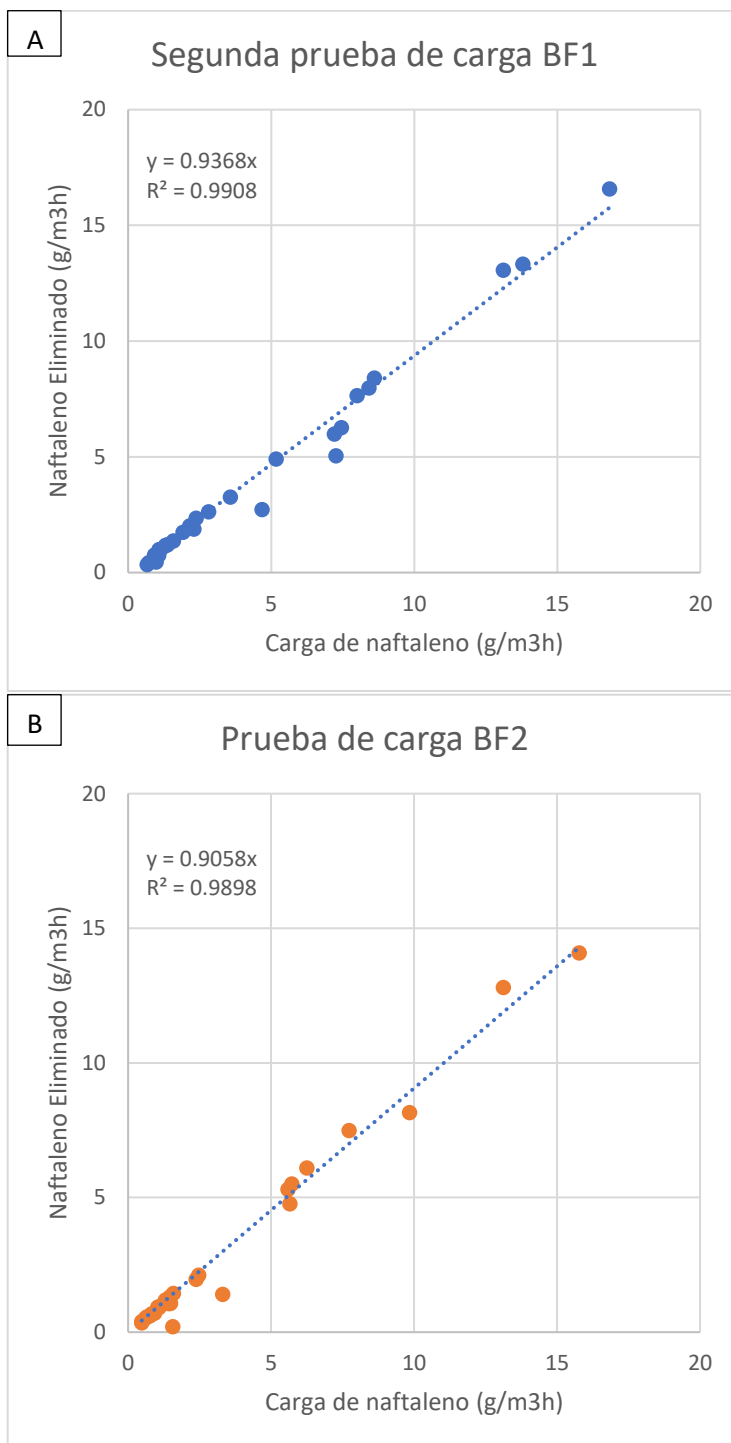 A
Segunda prueba de carga BF1
20
y = 0.9368x
R² = 0.9908
15
10
5
0
Naftaleno Eliminado (g/m3h)
0 5 10 15 20
Carga de naftaleno (g/m3h)
B
Prueba de carga BF2
20
y = 0.9058x
R² = 0.9898
15
10
5
0
Naftaleno Eliminado (g/m3h)
0 5 10 15 20
Carga de naftaleno (g/m3h)